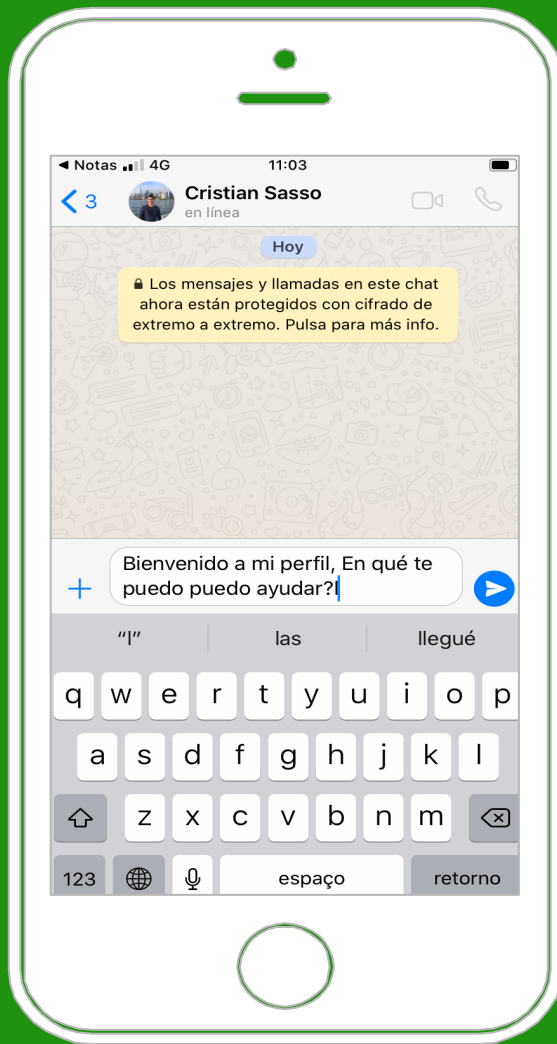 Notas 4G 11:03
3 Cristian Sasso
en línea
Hoy
Los mensajes y llamadas en este chat
ahora están protegidos con cifrado de
extremo a extremo. Pulsa para más info.
Bienvenido a mi perfil, En qué te
puedo puedo ayudar?l
“l” las llegué
q w e r t y u i o p
a s d f g h j k l
z x c v b n m
123 espaço retorno